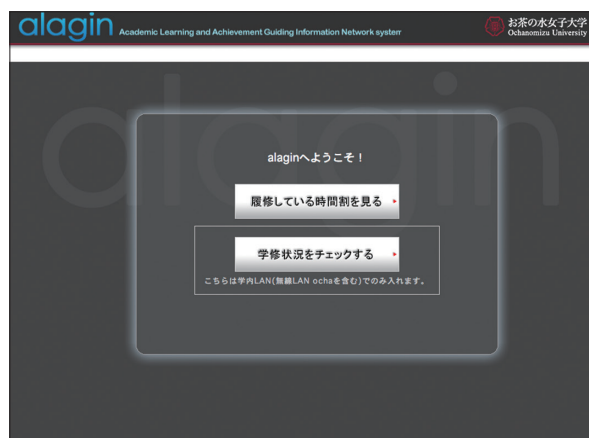 alagin Academic Learning and Achievement Guiding Information Network system
お茶の水女子大学
Ochanomizu University
alaginへようこそ！
履修している時間割を見る
学修状況をチェックする
こちらは学内LAN(無線LAN ochaを含む)でのみ入れます。
alagin